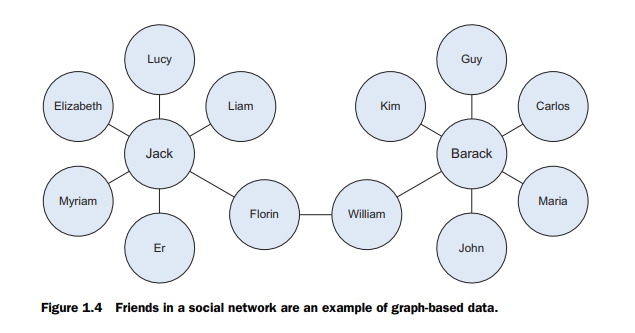 Lucy
Guy
Elizabeth
Liam
Kim
Carlos
Jack
Barack
Myriam
Florin
William
Maria
Er
John
Figure 1.4 Friends in a social network are an example of graph-based data.